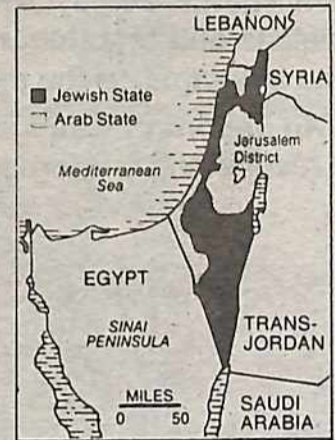 LEBANON
SYRIA
Jewish State
Arab State
Jerusalem
District
Mediterranean
Sea
EGYPT
SINAI
PENINSULA
TRANS-
JORDAN
MILES
0 50
SAUDI
ARABIA